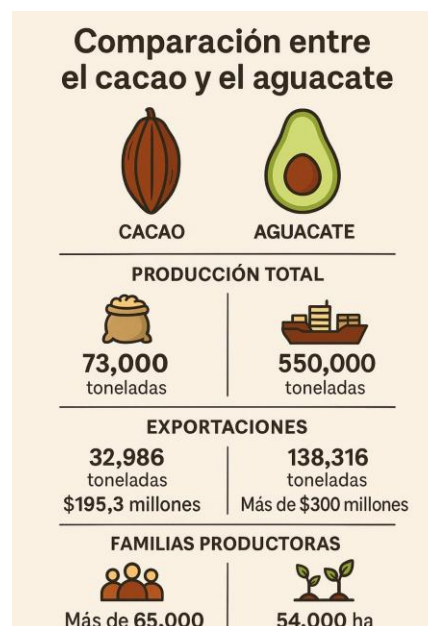 Comparación entre
el cacao y el aguacate
CACAO
AGUACATE
PRODUCCIÓN TOTAL
73,000
toneladas
550,000
toneladas
EXPORTACIONES
32,986
toneladas
$195,3 millones
138,316
toneladas
Más de $300 millones
FAMILIAS PRODUCTORAS
Más de 65,000
54,000 ha